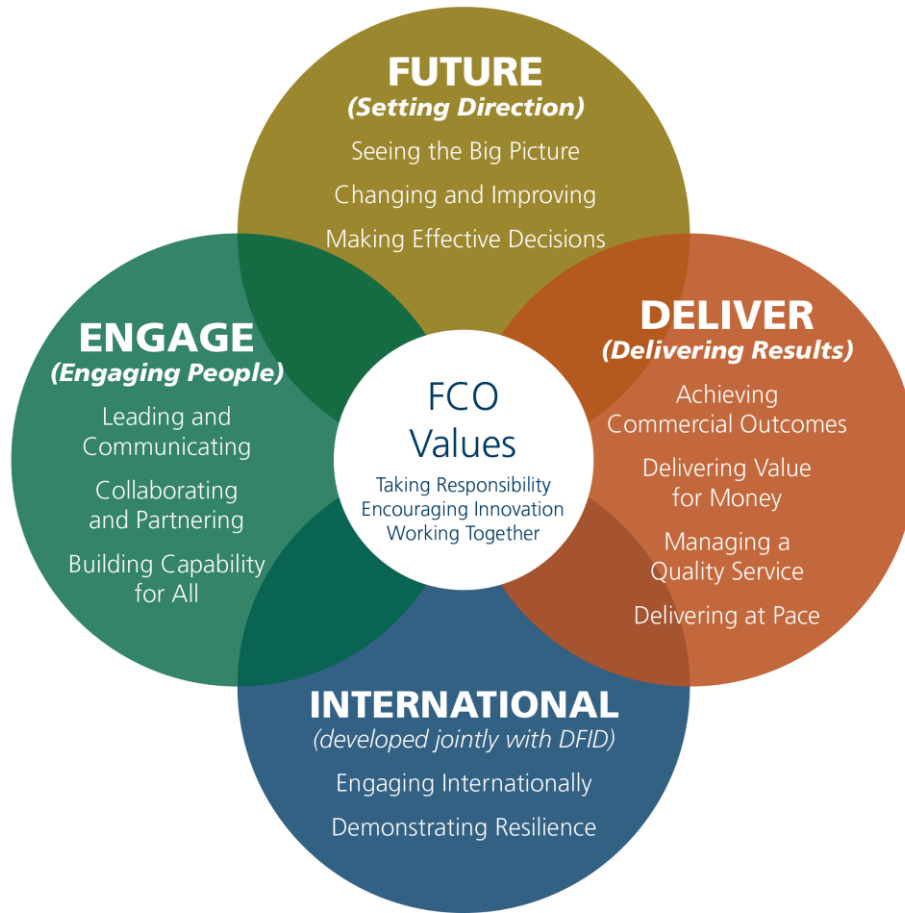 FUTURE
(Setting Direction)
Seeing the Big Picture
Changing and Improving
Making Effective Decisions
ENGAGE
(Engaging People)
Leading and
Communicating
Collaborating
and Partnering
Building Capability
for All
FCO
Values
Taking Responsibility
Encouraging Innovation
Working Together
DELIVER
(Delivering Results)
Achieving
Commercial Outcomes
Delivering Value
for Money
Managing a
Quality Service
Delivering at Pace
INTERNATIONAL
(developed jointly with DFID)
Engaging Internationally
Demonstrating Resilience